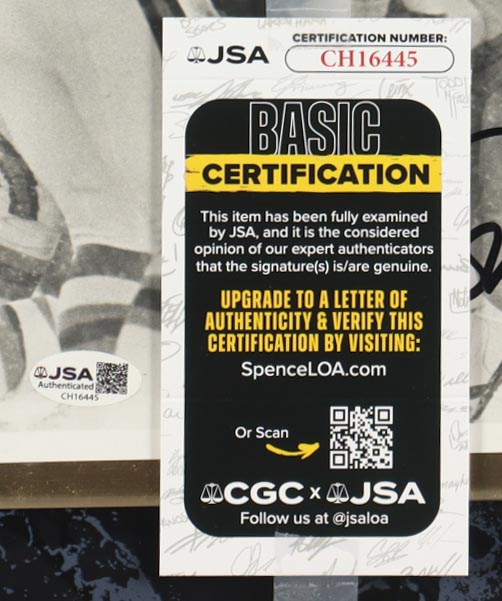 JSA
CERTIFICATION NUMBER:
CH16445
BASIC
CERTIFICATION
This item has been fully examined
by JSA, and it is the considered
opinion of our expert authenticators
that the signature(s) is/are genuine.
UPGRADE TO A LETTER OF
AUTHENTICITY & VERIFY THIS
CERTIFICATION BY VISITING:
SpenceLOA.com
Or Scan
CGC x JSA
Follow us at @jsaloa
JSA
Authenticated
CH16445